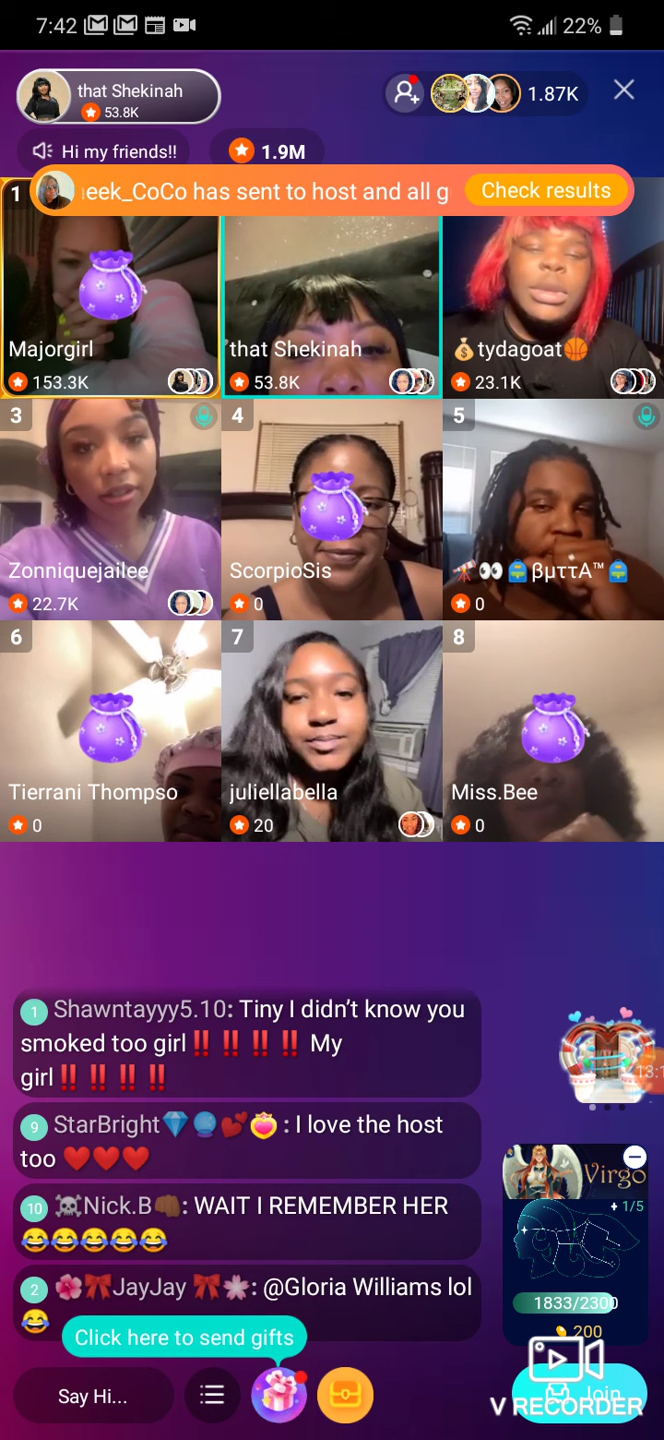 7:42
22%
that Shekinah
53.8K
1.87K
Hi my friends!!
1.9M
eek_CoCo has sent to host and all g
Check results
1
Majorgirl
153.3K
that Shekinah
53.8K
💰tydagoat🏀
23.1K
3
Zonniquejailee
22.7K
4
ScorpioSis
0
5
🔭👀🎒βμττA™🎒
0
6
Tierrani Thompso
0
7
juliellabella
20
8
Miss.Bee
0
1 Shawntayyy5.10: Tiny I didn't know you
smoked too girl‼️‼️‼️‼️ My
girl‼️‼️‼️‼️
9 StarBright💎🔮💕👛: I love the host
too ❤️❤️❤️
10 ☠️Nick.B👊🏾: WAIT I REMEMBER HER
😂😂😂😂😂
2 🌺🎀JayJay 🎀🌸: @Gloria Williams lol
😂
Virgo
1/5
1833/2300
200
Click here to send gifts
Say Hi...
Join
V RECORDER